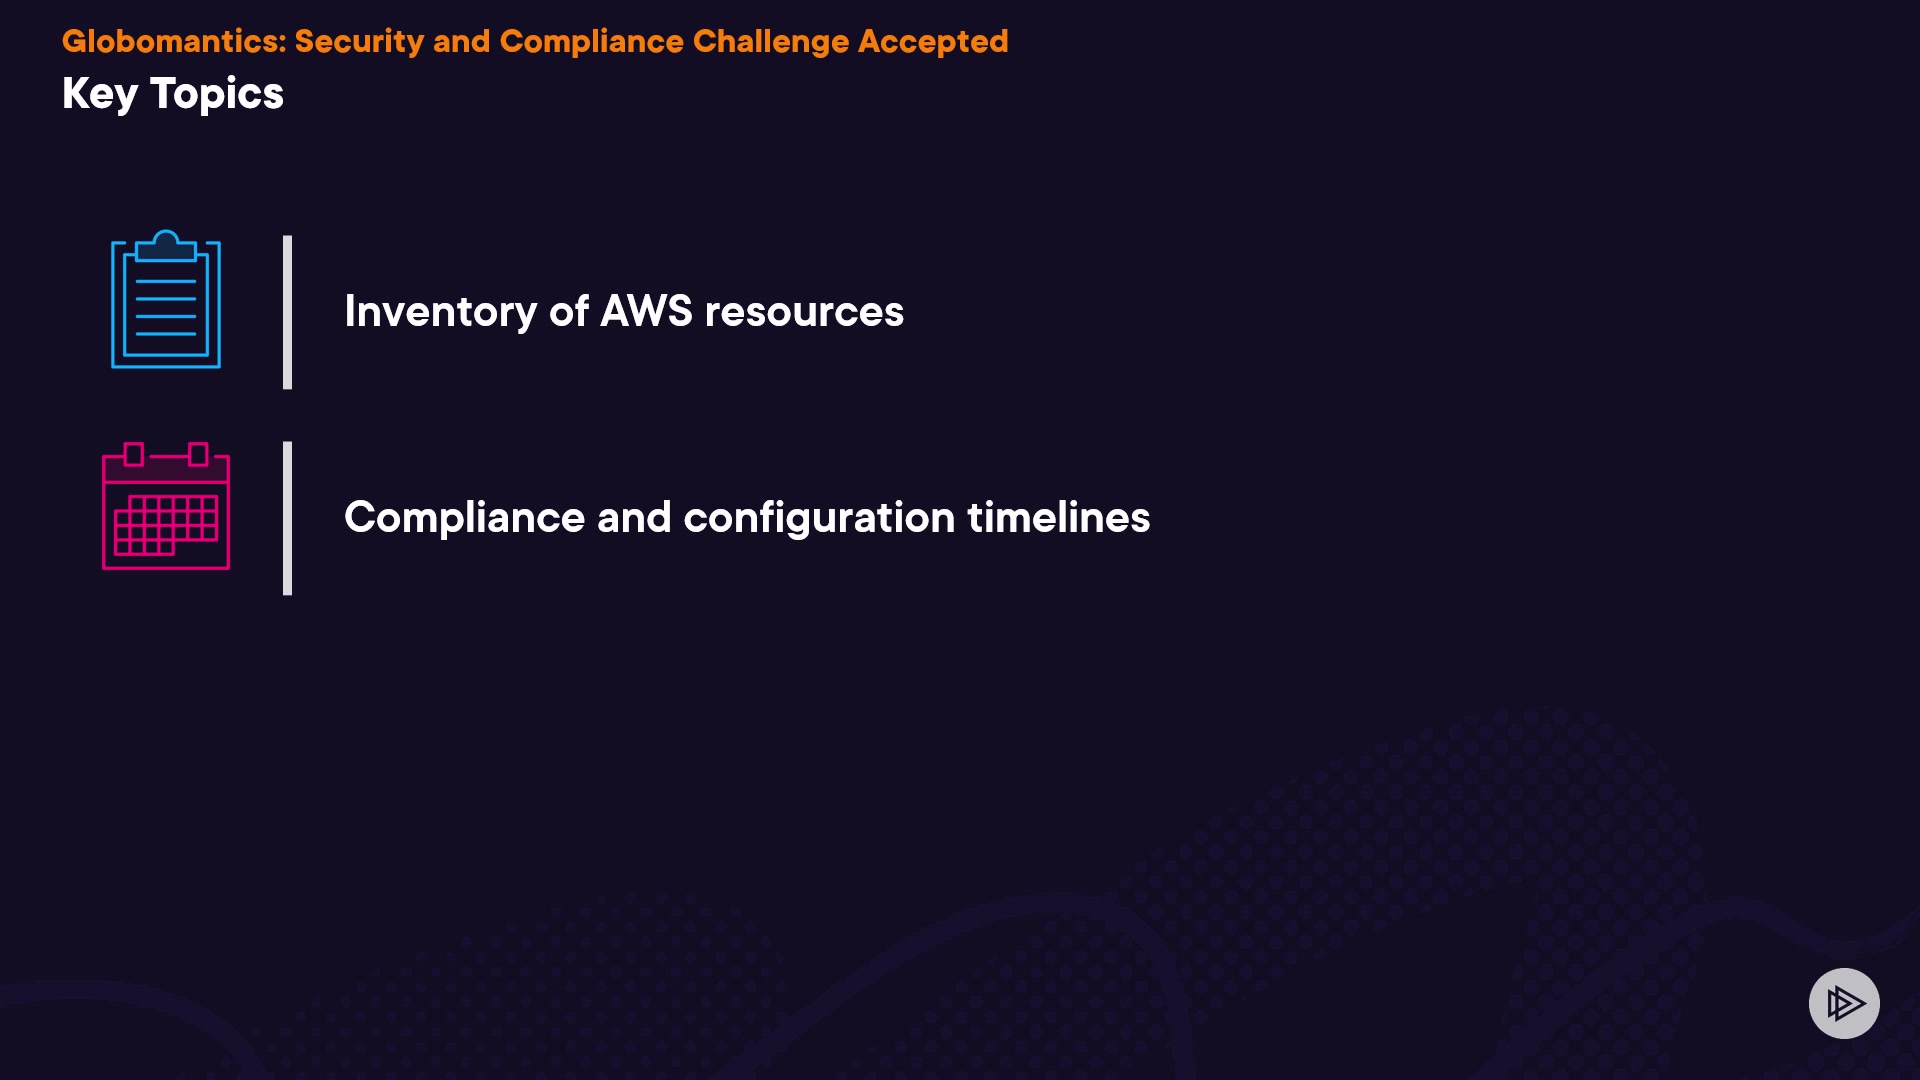 Globomantics: Security and Compliance Challenge Accepted
Key Topics
Inventory of AWS resources
Compliance and configuration timelines